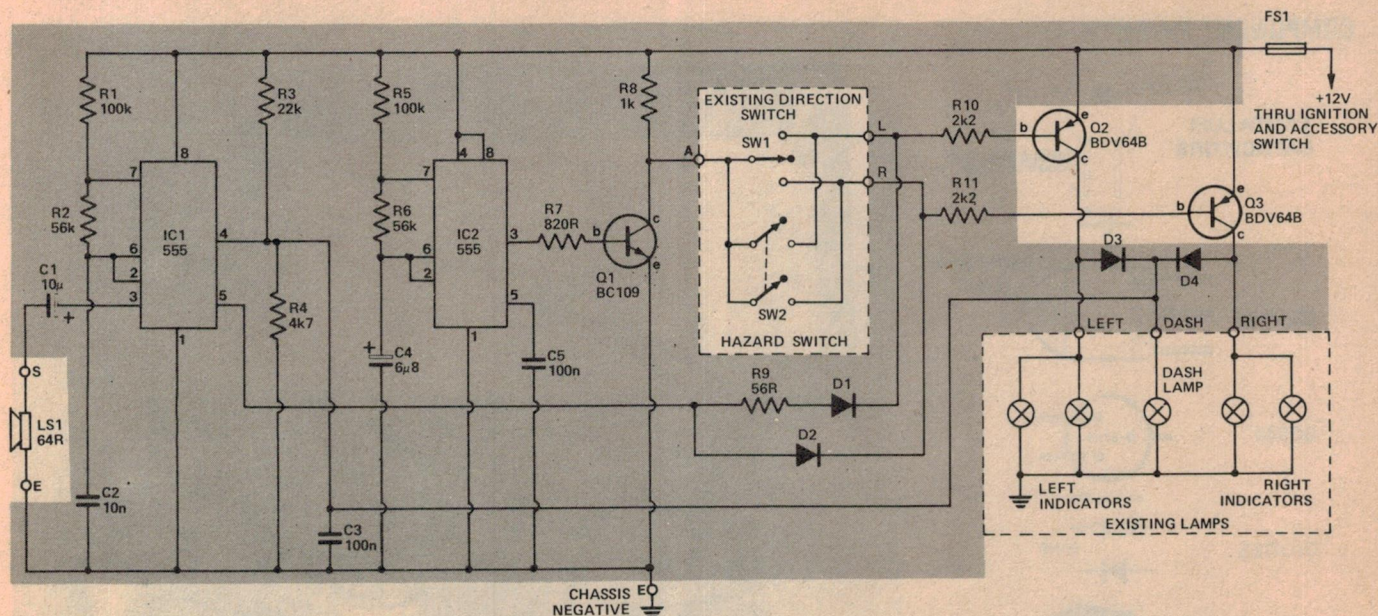 FS1
+12V
THRU IGNITION
AND ACCESSORY
SWITCH
R1
100k
R2
56k
C1
10μ
+
S
LS1
64R
E
C2
10n
IC1
555
8
7
6
2
3
4
5
1
R3
22k
R4
4k7
C3
100n
R5
100k
R6
56k
+
C4
6μ8
IC2
555
4
8
7
6
2
3
5
1
C5
100n
R7
820R
b
c
e
Q1
BC109
R8
1k
A
EXISTING DIRECTION
SWITCH
SW1
SW2
HAZARD SWITCH
L
R
R9
56R
D1
D2
R10
2k2
R11
2k2
b
e
c
Q2
BDV64B
b
e
c
Q3
BDV64B
D3
D4
LEFT
DASH
RIGHT
DASH
LAMP
LEFT
INDICATORS
RIGHT
INDICATORS
EXISTING LAMPS
CHASSIS
NEGATIVE
E